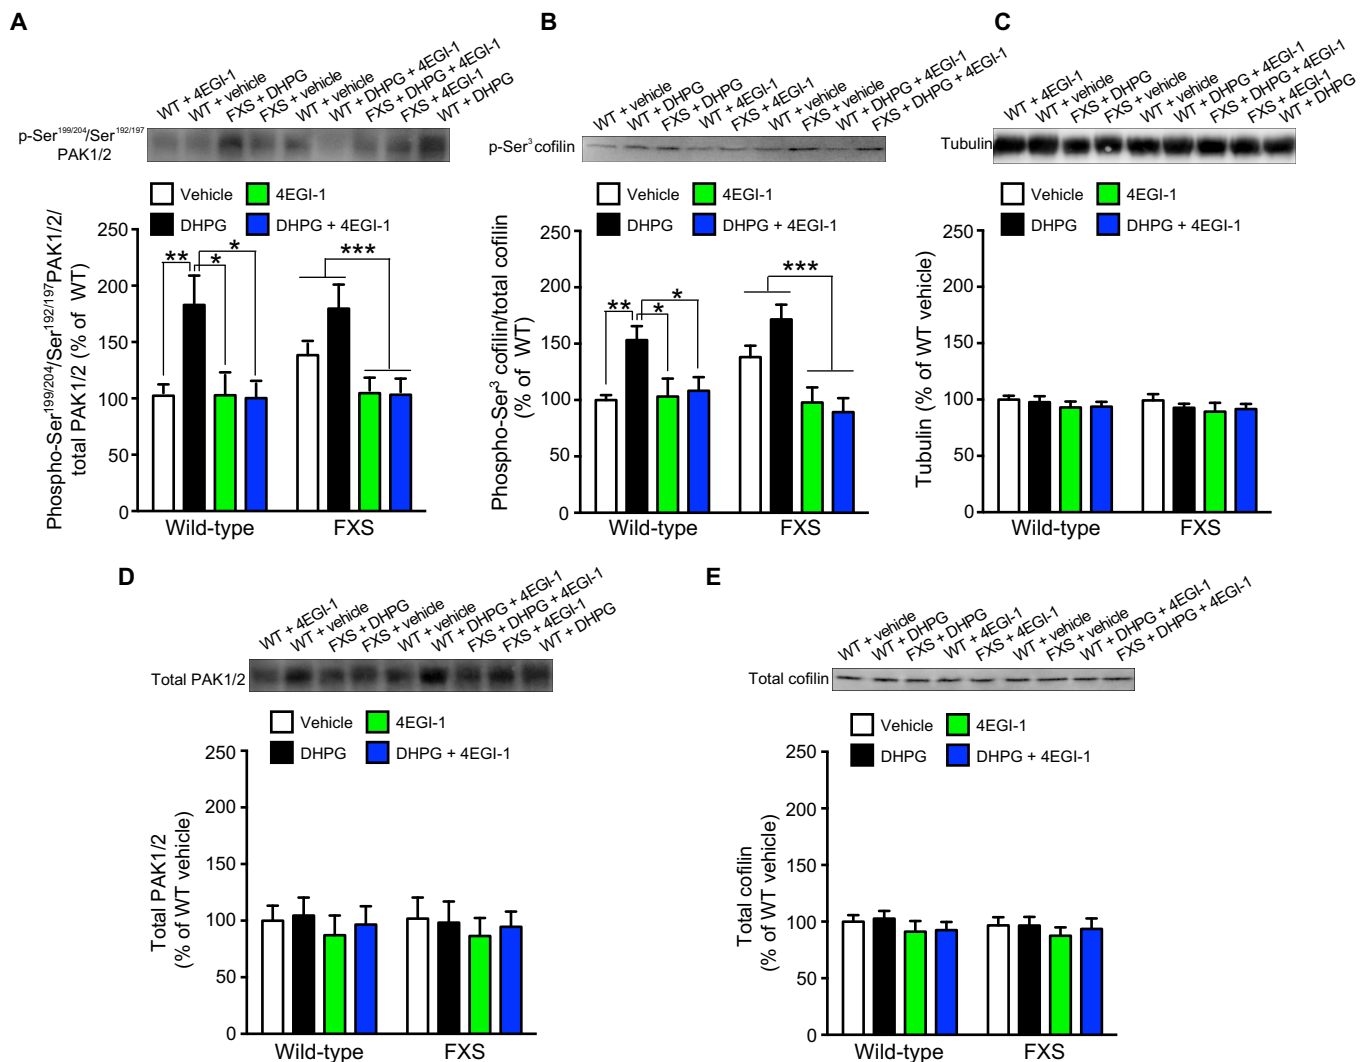 A
WT + 4EGI-1
WT + vehicle
FXS + DHPG
FXS + vehicle
WT + vehicle
WT + DHPG + 4EGI-1
FXS + DHPG + 4EGI-1
FXS + 4EGI-1
WT + DHPG
p-Ser199/204/Ser192/197
PAK1/2
Vehicle
4EGI-1
DHPG
DHPG + 4EGI-1
Phospho-Ser199/204/Ser192/197PAK1/2/
total PAK1/2 (% of WT)
250
200
150
100
50
0
**
*
*
***
Wild-type
FXS
B
WT + vehicle
WT + DHPG
FXS + DHPG
WT + 4EGI-1
FXS + 4EGI-1
WT + vehicle
FXS + vehicle
WT + DHPG + 4EGI-1
FXS + DHPG + 4EGI-1
p-Ser3 cofilin
Vehicle
4EGI-1
DHPG
DHPG + 4EGI-1
Phospho-Ser3 cofilin/total cofilin
(% of WT)
250
200
150
100
50
0
**
*
*
***
Wild-type
FXS
C
WT + 4EGI-1
WT + vehicle
FXS + DHPG
FXS + vehicle
WT + vehicle
WT + DHPG + 4EGI-1
FXS + DHPG + 4EGI-1
FXS + 4EGI-1
WT + DHPG
Tubulin
Vehicle
4EGI-1
DHPG
DHPG + 4EGI-1
Tubulin (% of WT vehicle)
250
200
150
100
50
0
Wild-type
FXS
D
WT + 4EGI-1
WT + vehicle
FXS + DHPG
FXS + vehicle
WT + vehicle
WT + DHPG + 4EGI-1
FXS + DHPG + 4EGI-1
FXS + 4EGI-1
WT + DHPG
Total PAK1/2
Vehicle
4EGI-1
DHPG
DHPG + 4EGI-1
Total PAK1/2
(% of WT vehicle)
250
200
150
100
50
0
Wild-type
FXS
E
WT + vehicle
WT + DHPG
FXS + DHPG
WT + 4EGI-1
FXS + 4EGI-1
WT + vehicle
FXS + vehicle
WT + DHPG + 4EGI-1
FXS + DHPG + 4EGI-1
Total cofilin
Vehicle
4EGI-1
DHPG
DHPG + 4EGI-1
Total cofilin
(% of WT vehicle)
250
200
150
100
50
0
Wild-type
FXS